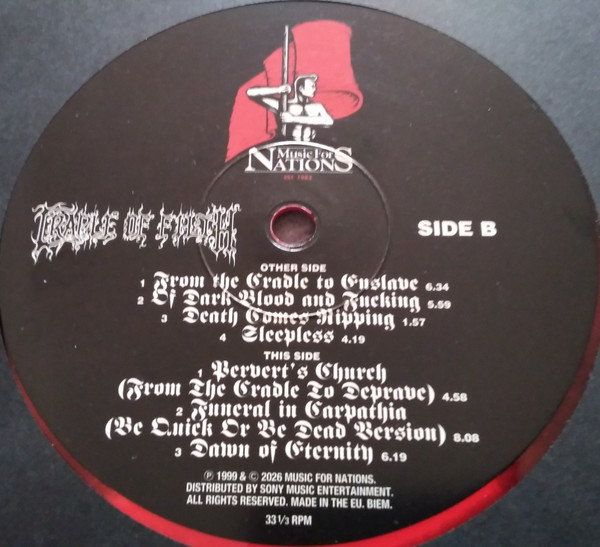 Music For
NATIONS
EST 1983
CRADLE OF FILTH
SIDE B
OTHER SIDE
1 From the Cradle to Enslave 6.34
2 Of Dark Blood and Fucking 5.59
3 Death Comes Ripping 1.57
4 Sleepless 4.19
THIS SIDE
1 Pervert's Church
(From The Cradle To Deprave) 4.58
2 Funeral in Carpathia
(Be Quick Or Be Dead Version) 8.08
3 Dawn of Eternity 6.19
℗ 1999 & © 2026 MUSIC FOR NATIONS.
DISTRIBUTED BY SONY MUSIC ENTERTAINMENT.
ALL RIGHTS RESERVED. MADE IN THE EU. BIEM.
33 1/3 RPM